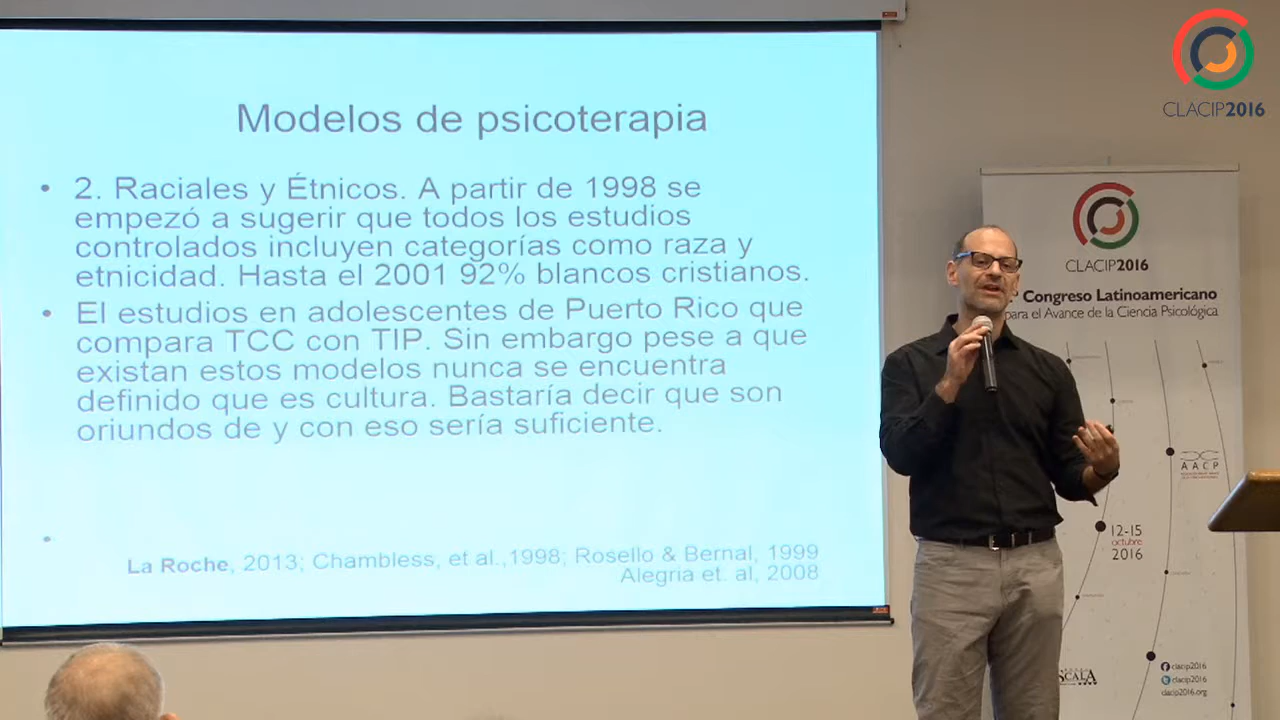 Modelos de psicoterapia
• 2. Raciales y Étnicos. A partir de 1998 se
empezó a sugerir que todos los estudios
controlados incluyen categorías como raza y
etnicidad. Hasta el 2001 92% blancos cristianos.
• El estudios en adolescentes de Puerto Rico que
compara TCC con TIP. Sin embargo pese a que
existan estos modelos nunca se encuentra
definido que es cultura. Bastaría decir que son
oriundos de y con eso sería suficiente.
•
La Roche, 2013; Chambless, et al.,1998; Rosello & Bernal, 1999
Alegria et. al, 2008
CLACIP2016
CLACIP2016
Congreso Latinoamericano
para el Avance de la Ciencia Psicológica
AACP
12-15
octubre
2016
clacip2016
clacip2016
clacip2016.org